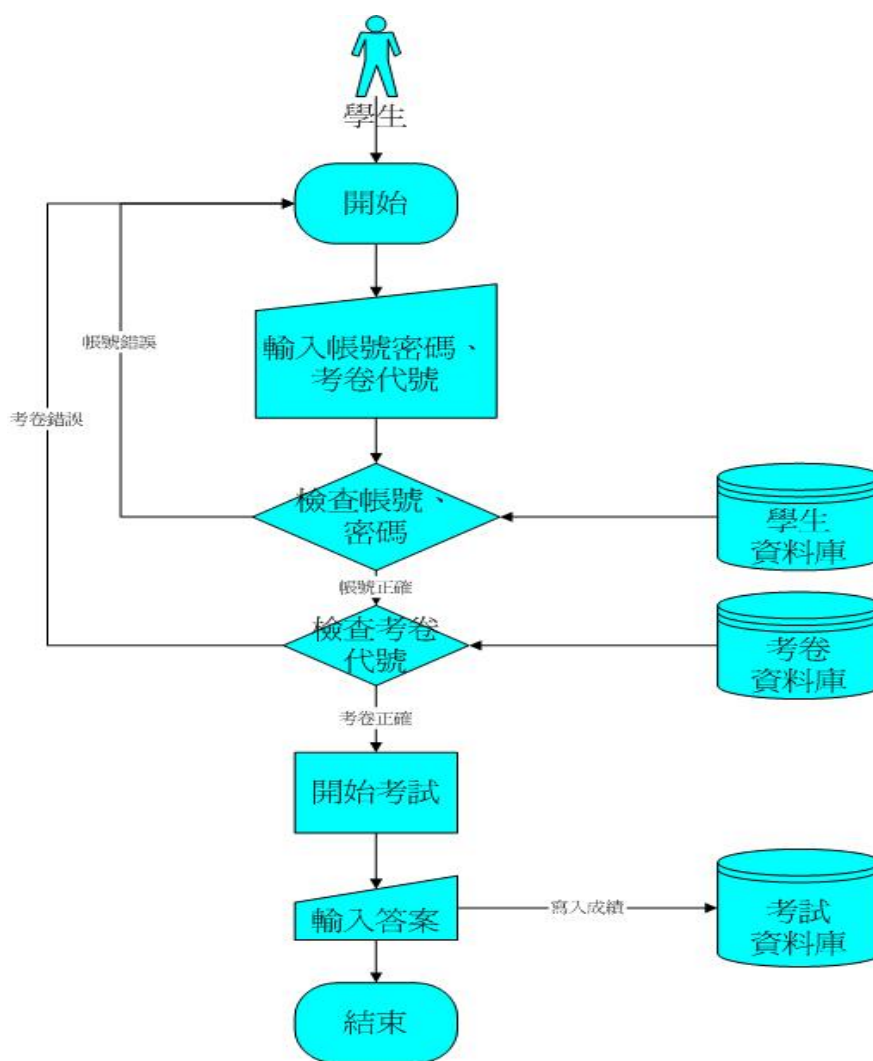 學生
開始
帳號錯誤
輸入帳號密碼、
考卷代號
考卷錯誤
檢查帳號、
密碼
學生
資料庫
帳號正確
檢查考卷
代號
考卷
資料庫
考卷正確
開始考試
輸入答案
寫入成績
考試
資料庫
結束